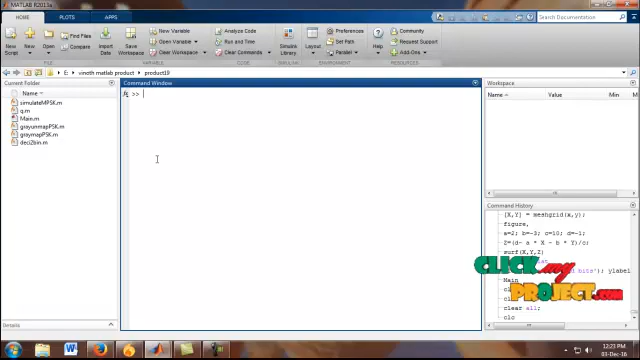 MATLAB R2013a
HOME PLOTS APPS
Search Documentation
New Script
New
Open
Find Files
Compare
Import Data
Save Workspace
New Variable
Open Variable
Clear Workspace
Analyze Code
Run and Time
Clear Commands
Simulink Library
Layout
Preferences
Set Path
Parallel
Help
Community
Request Support
Add-Ons
FILE VARIABLE CODE SIMULINK ENVIRONMENT RESOURCES
E: vinoth matlab product product19
Current Folder
Name
simulateMPSK.m
q.m
Main.m
grayunmapPSK.m
graymapPSK.m
deci2bin.m
Details
Command Window
fx >>
Workspace
Name Value Min M
Command History
[X,Y] = meshgrid(x,y);
figure,
a=2; b=-3; c=10; d=-1;
Z=(d- a * X - b * Y)/c;
surf(X,Y,Z)
bits'); ylabel
Main
clear all;
clc
CLICK my
PROJECT.COM
12:23 PM
03-Dec-16